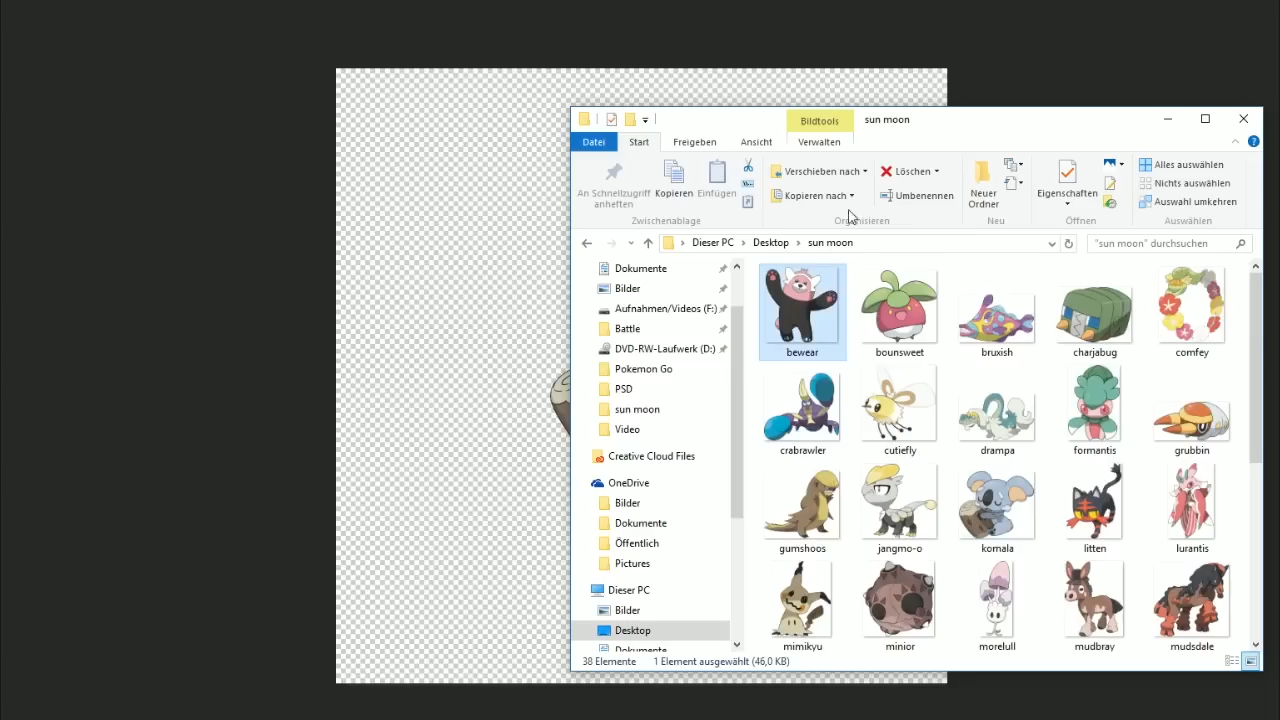 Bildtools
sun moon
Datei
Start
Freigeben
Ansicht
Verwalten
An Schnellzugriff
anheften
Kopieren
Einfügen
Verschieben nach
Kopieren nach
Löschen
Umbenennen
Neuer
Ordner
Eigenschaften
Alles auswählen
Nichts auswählen
Auswahl umkehren
Zwischenablage
Organisieren
Neu
Öffnen
Auswählen
Dieser PC
Desktop
sun moon
"sun moon" durchsuchen
Dokumente
Bilder
Aufnahmen/Videos (F:)
Battle
DVD-RW-Laufwerk (D:)
Pokemon Go
PSD
sun moon
Video
Creative Cloud Files
OneDrive
Bilder
Dokumente
Öffentlich
Pictures
Dieser PC
Bilder
Desktop
Dokumente
bewear
bounsweet
bruxish
charjabug
comfey
crabrawler
cutiefly
drampa
formantis
grubbin
gumshoos
jangmo-o
komala
litten
lurantis
mimikyu
minior
morelull
mudbray
mudsdale
38 Elemente
1 Element ausgewählt (46,0 KB)